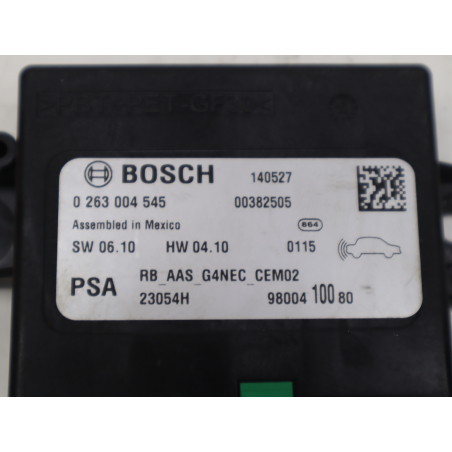 BOSCH 140527
0 263 004 545 00382505
Assembled in Mexico 864
SW 06.10 HW 04.10 0115
PSA RB_AAS_G4NEC_CEM02
23054H 98004 100 80